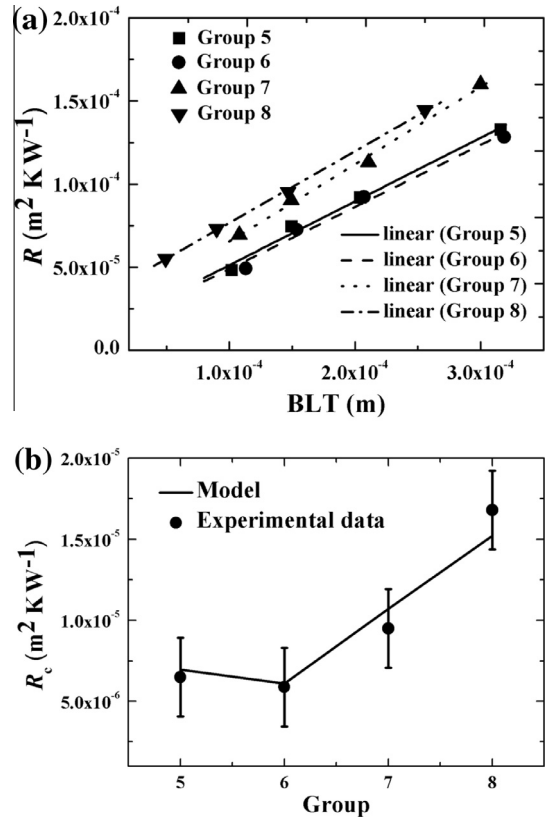 (a)
2.0x10⁻⁴
1.5x10⁻⁴
1.0x10⁻⁴
5.0x10⁻⁵
0.0
R (m² KW⁻¹)
Group 5
Group 6
Group 7
Group 8
linear (Group 5)
linear (Group 6)
linear (Group 7)
linear (Group 8)
1.0x10⁻⁴ 2.0x10⁻⁴ 3.0x10⁻⁴
BLT (m)
(b)
2.0x10⁻⁵
1.5x10⁻⁵
1.0x10⁻⁵
5.0x10⁻⁶
R_c (m² KW⁻¹)
Model
Experimental data
5 6 7 8
Group